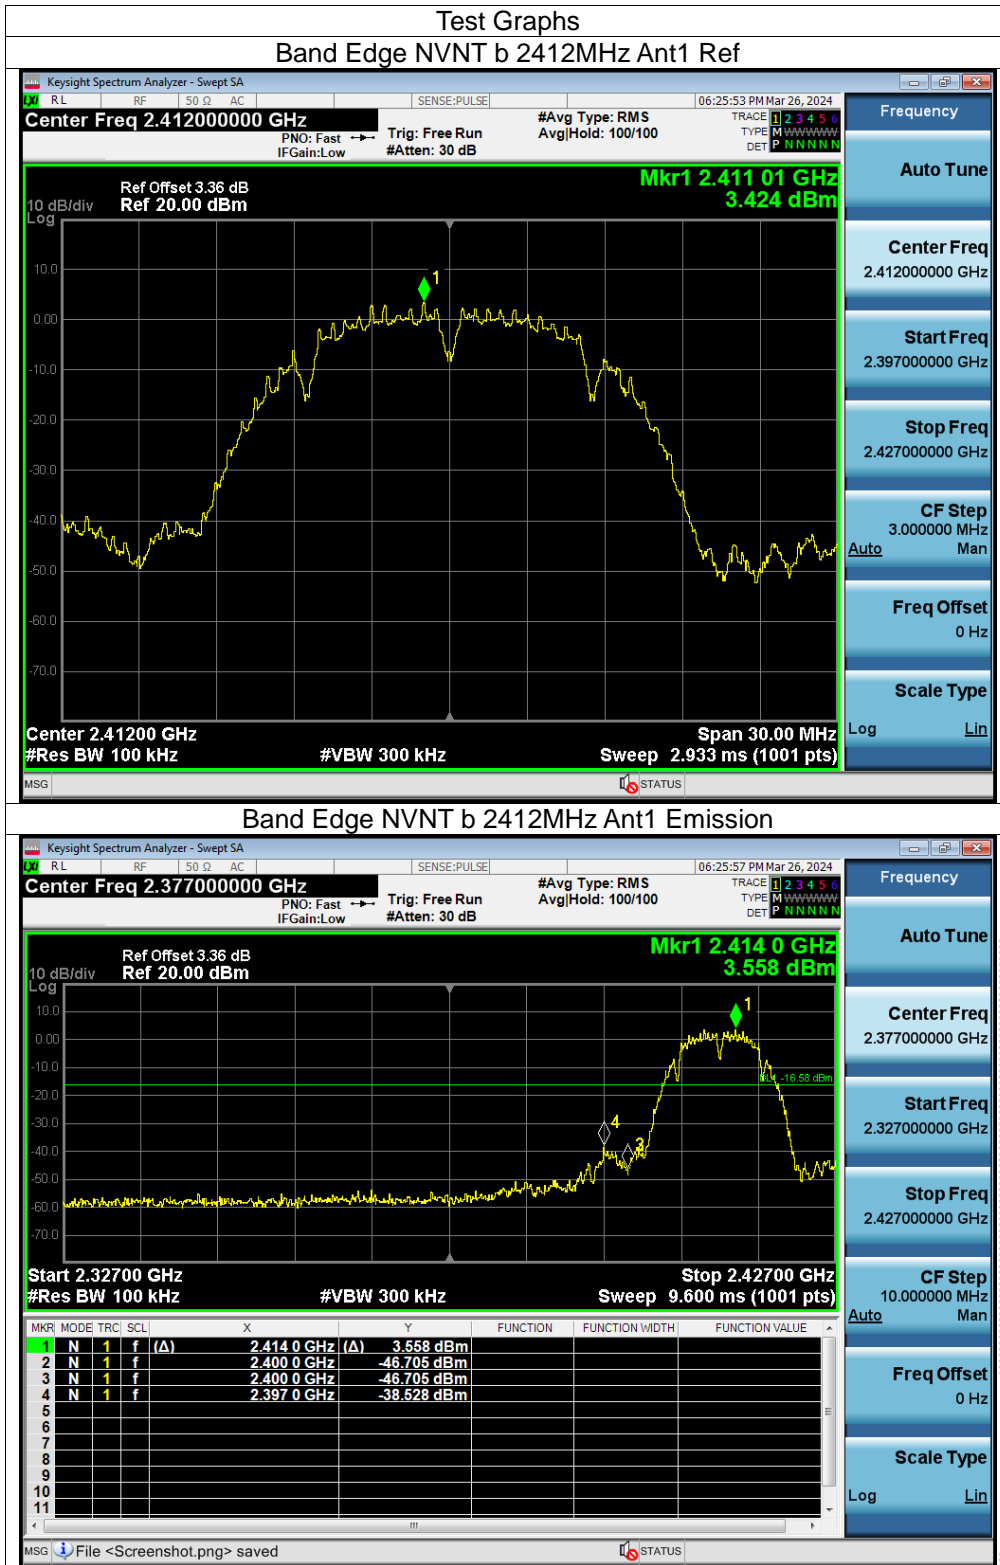 Test Graphs
Band Edge NVNT b 2412MHz Ant1 Ref
Keysight Spectrum Analyzer - Swept SA
LXI RL RF 50 Ω AC SENSE:PULSE 06:25:53 PM Mar 26, 2024
Center Freq 2.412000000 GHz
PNO: Fast
IFGain:Low
Trig: Free Run
#Atten: 30 dB
#Avg Type: RMS
Avg|Hold: 100/100
TRACE 1 2 3 4 5 6
TYPE M WWWWW
DET P N N N N N
Mkr1 2.411 01 GHz
3.424 dBm
Ref Offset 3.36 dB
10 dB/div Ref 20.00 dBm
Log
1
10.0
0.00
-10.0
-20.0
-30.0
-40.0
-50.0
-60.0
-70.0
Center 2.41200 GHz Span 30.00 MHz
#Res BW 100 kHz #VBW 300 kHz Sweep 2.933 ms (1001 pts)
MSG STATUS
Frequency
Auto Tune
Center Freq
2.412000000 GHz
Start Freq
2.397000000 GHz
Stop Freq
2.427000000 GHz
CF Step
3.000000 MHz
Auto Man
Freq Offset
0 Hz
Scale Type
Log Lin
Band Edge NVNT b 2412MHz Ant1 Emission
Keysight Spectrum Analyzer - Swept SA
LXI RL RF 50 Ω AC SENSE:PULSE 06:25:57 PM Mar 26, 2024
Center Freq 2.377000000 GHz
PNO: Fast
IFGain:Low
Trig: Free Run
#Atten: 30 dB
#Avg Type: RMS
Avg|Hold: 100/100
TRACE 1 2 3 4 5 6
TYPE M WWWWW
DET P N N N N N
Mkr1 2.414 0 GHz
3.558 dBm
Ref Offset 3.36 dB
10 dB/div Ref 20.00 dBm
Log
1
10.0
0.00
-10.0
-16.58 dBm
-20.0
-30.0
4
3
-40.0
-50.0
-60.0
-70.0
Start 2.32700 GHz Stop 2.42700 GHz
#Res BW 100 kHz #VBW 300 kHz Sweep 9.600 ms (1001 pts)
MKR MODE TRC SCL X Y FUNCTION FUNCTION WIDTH FUNCTION VALUE
1 N 1 f (Δ) 2.414 0 GHz (Δ) 3.558 dBm
2 N 1 f 2.400 0 GHz -46.705 dBm
3 N 1 f 2.400 0 GHz -46.705 dBm
4 N 1 f 2.397 0 GHz -38.528 dBm
5
6
7
8
9
10
11
MSG File <Screenshot.png> saved STATUS
Frequency
Auto Tune
Center Freq
2.377000000 GHz
Start Freq
2.327000000 GHz
Stop Freq
2.427000000 GHz
CF Step
10.000000 MHz
Auto Man
Freq Offset
0 Hz
Scale Type
Log Lin